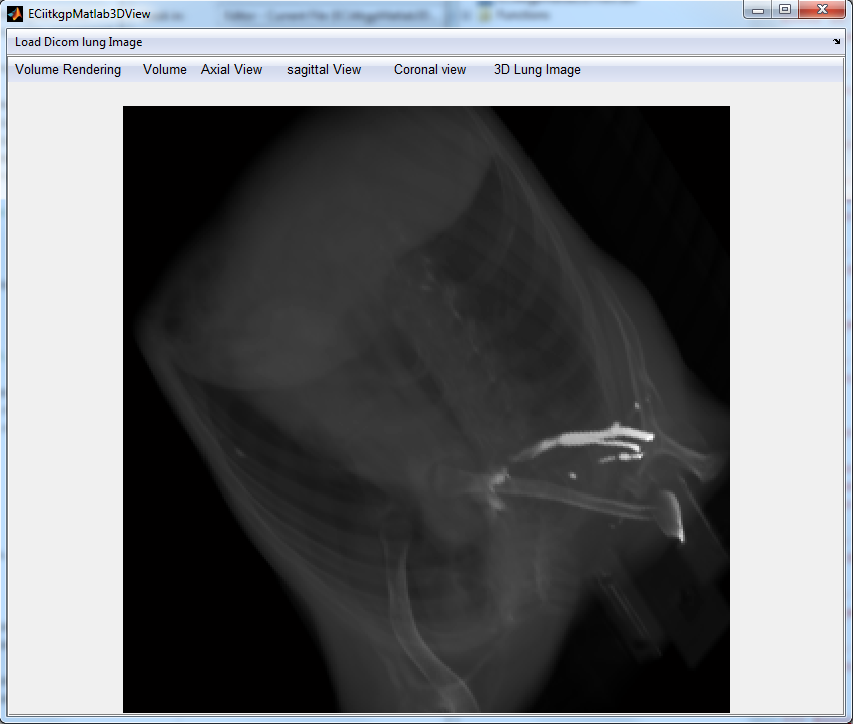 ECiitkgpMatlab3DView
Load Dicom lung Image
Volume Rendering Volume Axial View sagittal View Coronal view 3D Lung Image